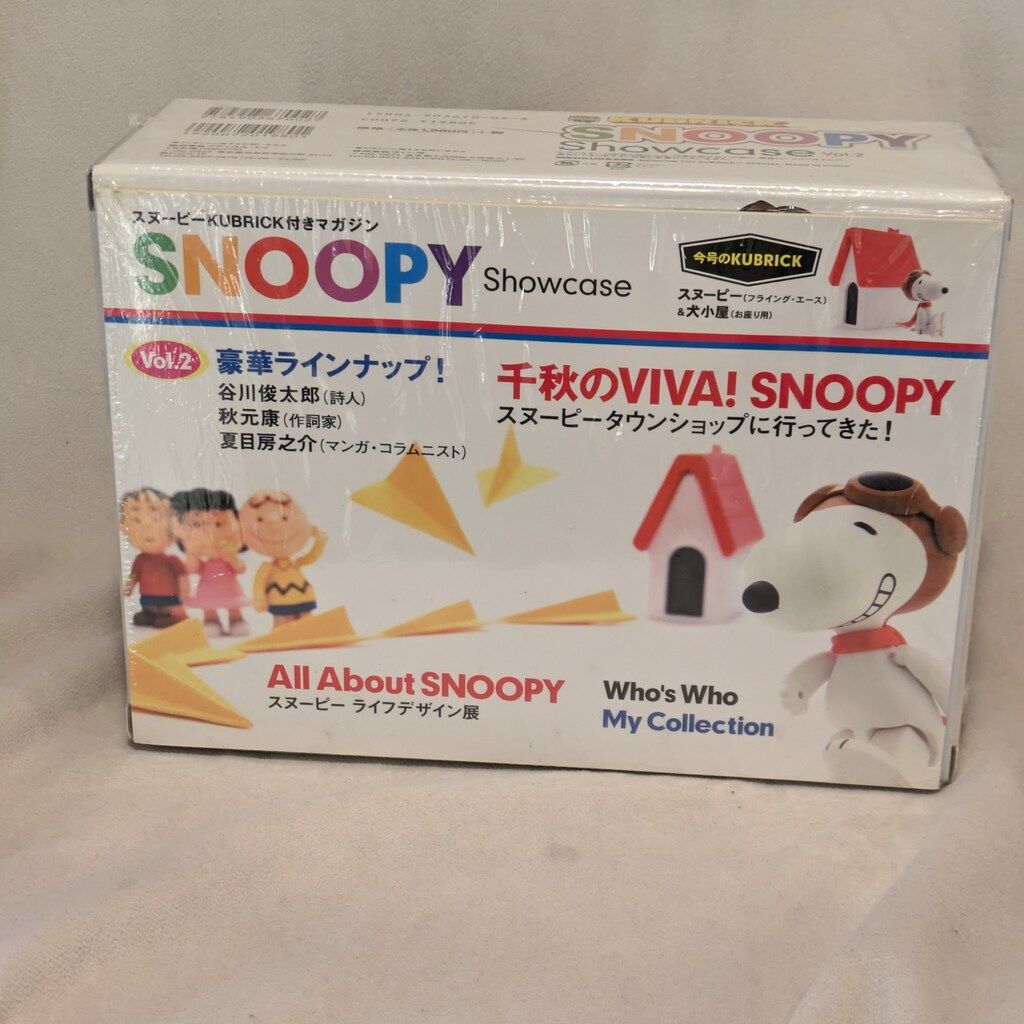 KUBRICK
SNOOPY
Showcase Vol.2
スヌーピーKUBRICK付きマガジン
SNOOPY Showcase
今号のKUBRICK
スヌーピー(フライング・エース)
&犬小屋(お座り用)
Vol.2 豪華ラインナップ!
谷川俊太郎(詩人)
秋元康(作詞家)
夏目房之介(マンガ・コラムニスト)
千秋のVIVA! SNOOPY
スヌーピータウンショップに行ってきた!
All About SNOOPY
スヌーピー ライフデザイン展
Who's Who
My Collection